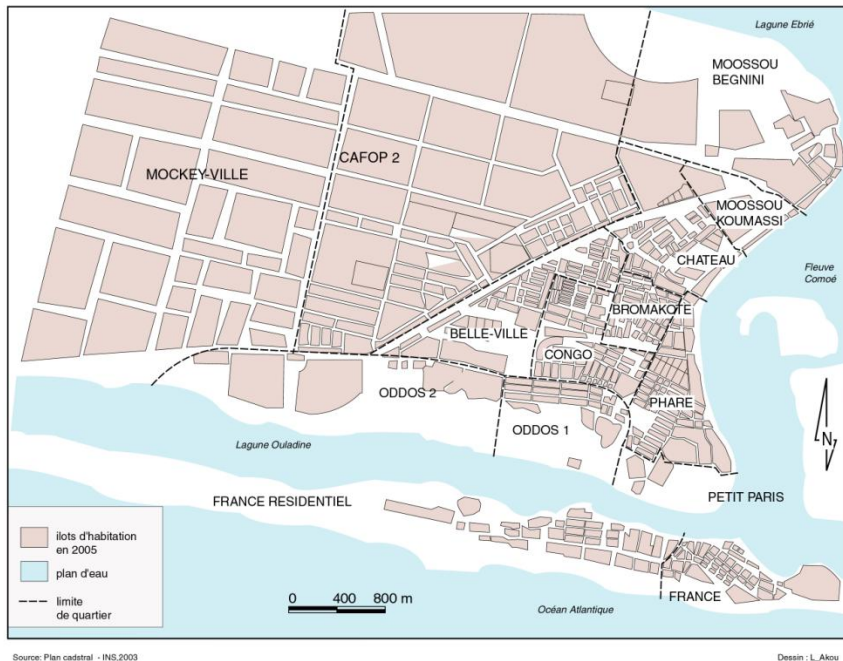 Lagune Ebrié
MOOSSOU
BEGNINI
CAFOP 2
MOCKEY-VILLE
MOOSSOU
KOUMASSI
CHATEAU
Fleuve
Comoé
BROMAKOTE
BELLE-VILLE
CONGO
ODDOS 2
PHARE
ODDOS 1
N
Lagune Ouladine
FRANCE RESIDENTIEL
PETIT PARIS
ilots d'habitation
en 2005
plan d'eau
limite
de quartier
0 400 800 m
FRANCE
Océan Atlantique
Source: Plan cadstral - INS,2003
Dessin : L_Akou